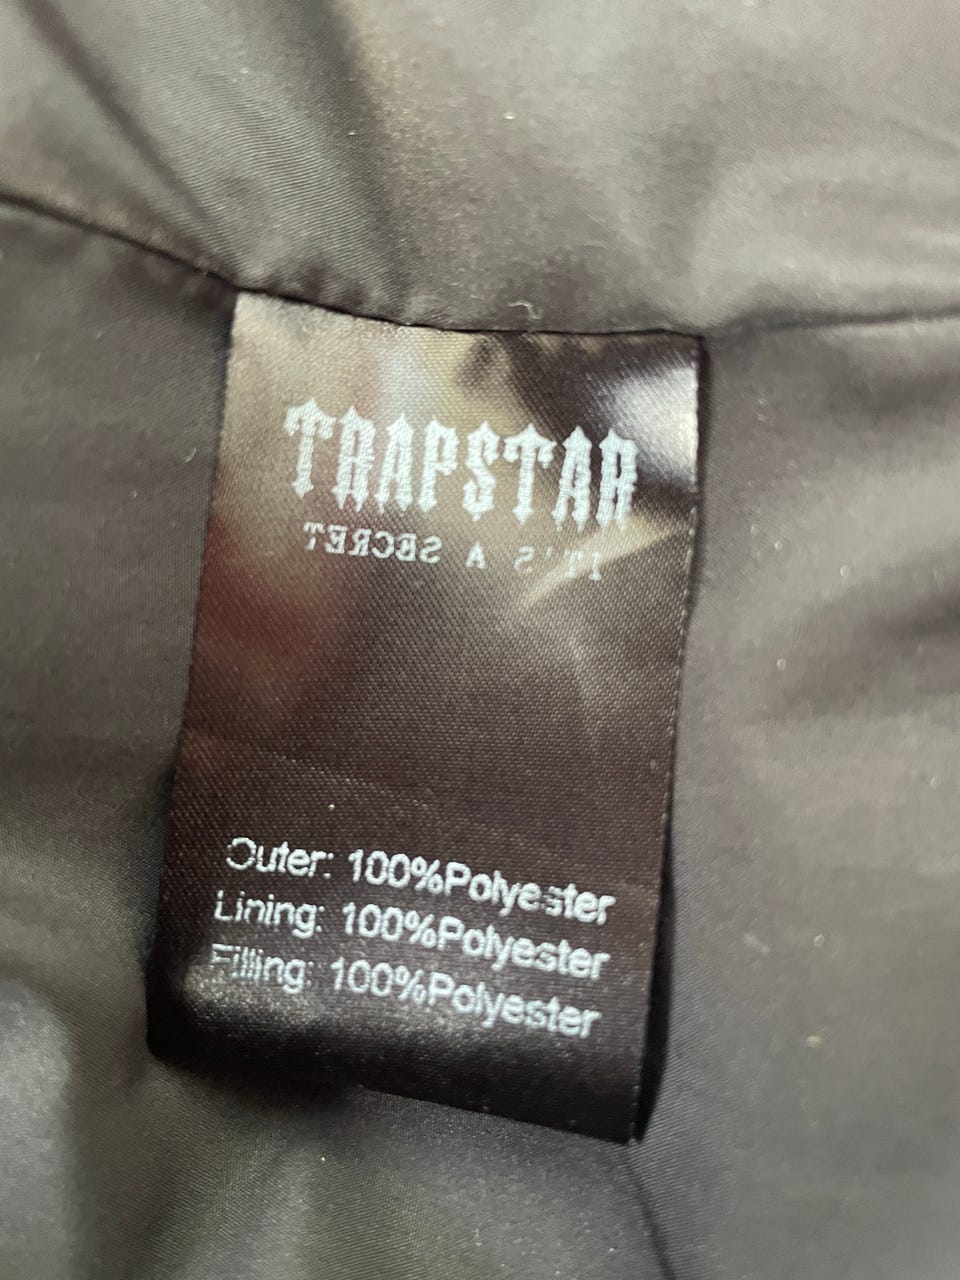 TRAPSTAR
IT'S A SECRET
Outer: 100%Polyester
Lining: 100%Polyester
Filling: 100%Polyester